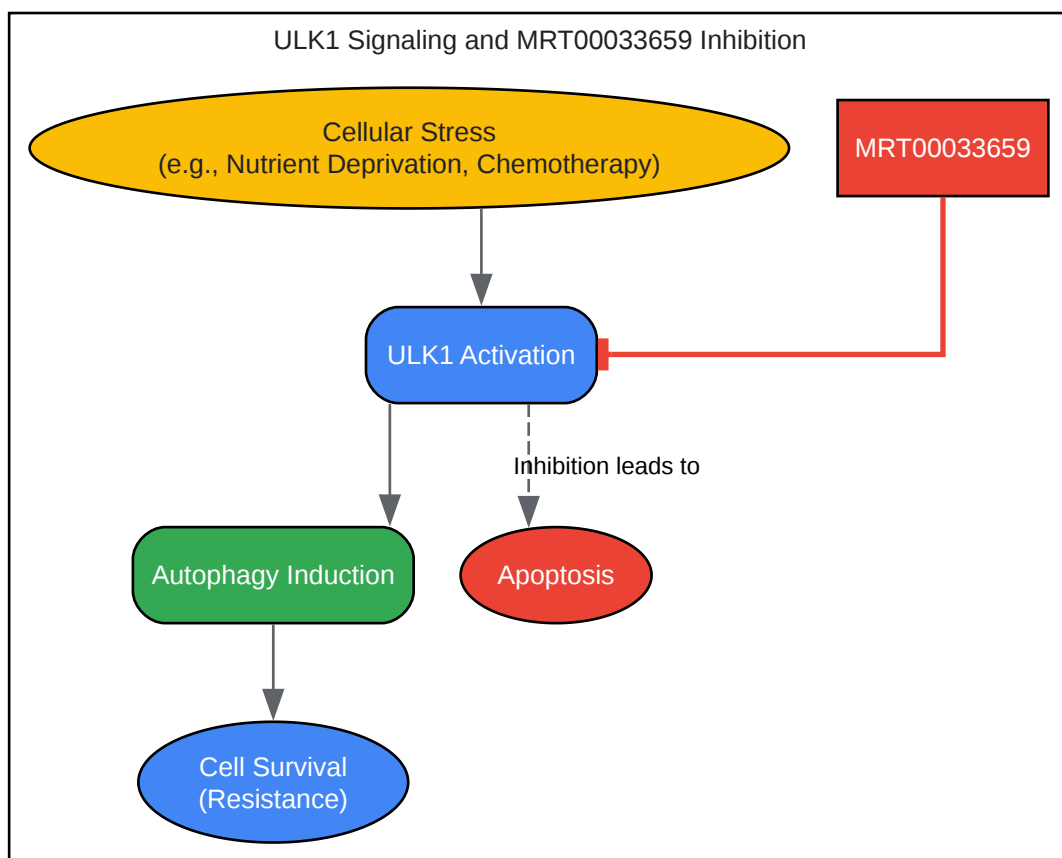 ULK1 Signaling and MRT00033659 Inhibition
Cellular Stress
(e.g., Nutrient Deprivation, Chemotherapy)
MRT00033659
ULK1 Activation
Inhibition leads to
Autophagy Induction
Apoptosis
Cell Survival
(Resistance)